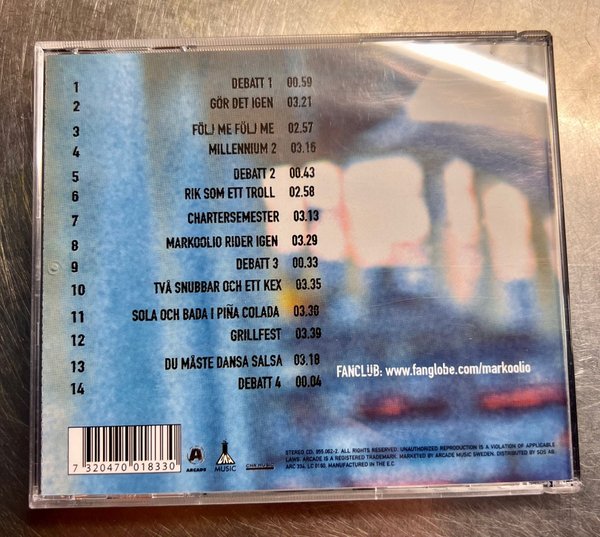 1 DEBATT 1 00.59
2 GÖR DET IGEN 03.21
3 FÖLJ ME FÖLJ ME 02.57
4 MILLENNIUM 2 03.16
5 DEBATT 2 00.43
6 RIK SOM ETT TROLL 02.58
7 CHARTERSEMESTER 03.13
8 MARKOOLIO RIDER IGEN 03.29
9 DEBATT 3 00.33
10 TVÅ SNUBBAR OCH ETT KEX 03.35
11 SOLA OCH BADA I PIÑA COLADA 03.30
12 GRILLFEST 03.39
13 DU MÅSTE DANSA SALSA 03.18
14 DEBATT 4 00.04
FANCLUB: www.fanglobe.com/markoolio
7 320470 018330
A ARCADE
MUSIC
CNR MUSIC
STEREO CD. ALL RIGHTS RESERVED. UNAUTHORIZED REPRODUCTION IS A VIOLATION OF APPLICABLE
LAWS. ARCADE IS A REGISTERED TRADEMARK. MARKETED BY ARCADE MUSIC SWEDEN. DISTRIBUTED BY SDS AB.
MANUFACTURED IN THE E.C.